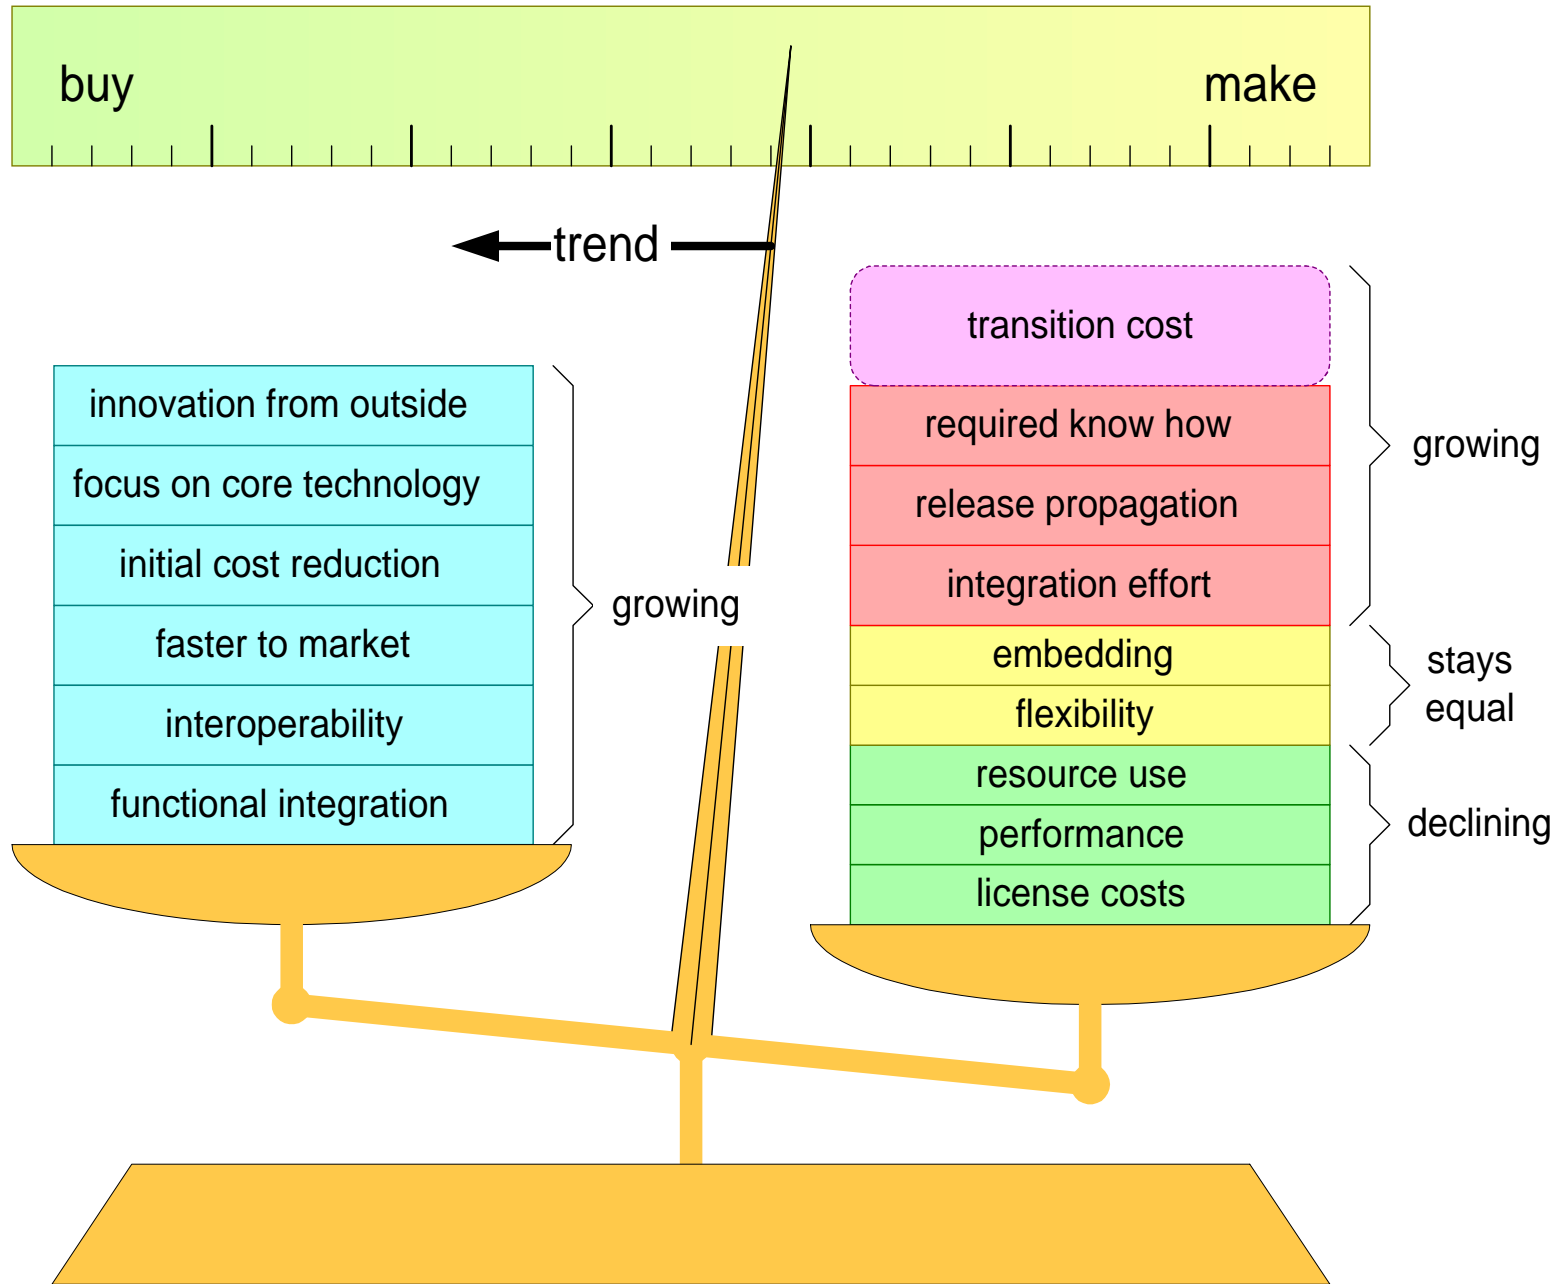 buy
make
trend
innovation from outside
focus on core technology
initial cost reduction
faster to market
interoperability
functional integration
growing
transition cost
required know how
release propagation
integration effort
embedding
flexibility
resource use
performance
license costs
growing
stays
equal
declining